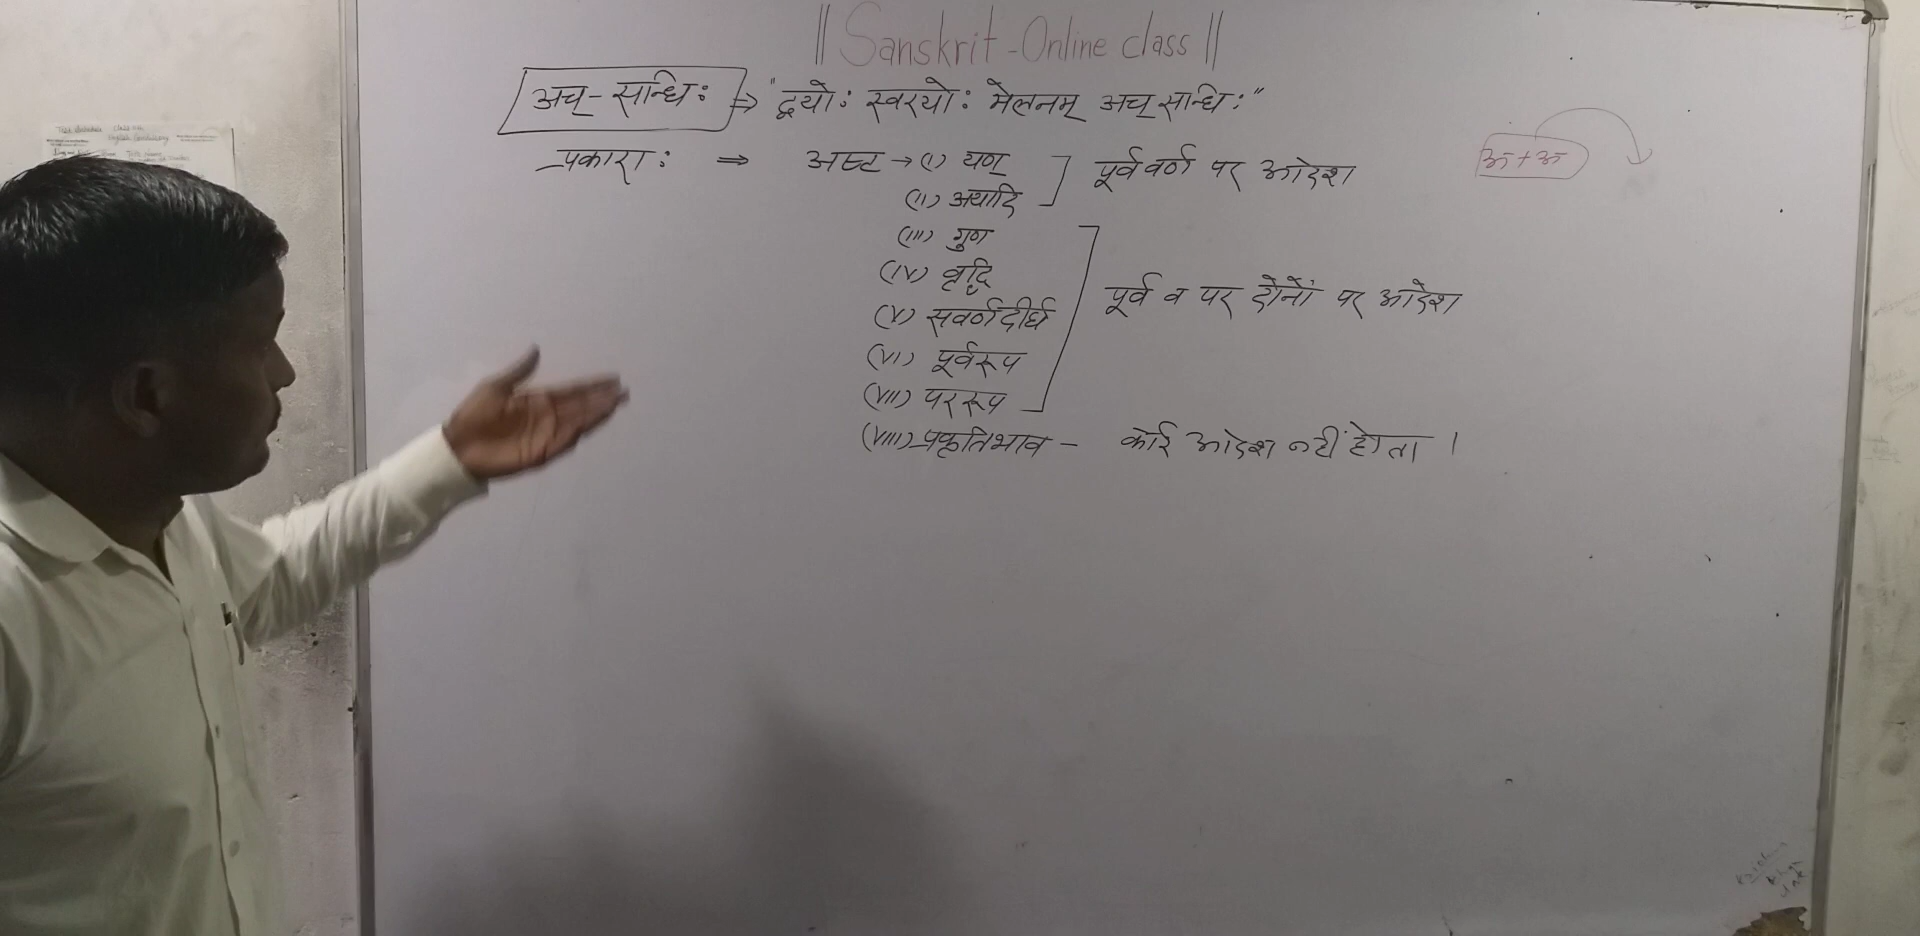 || Sanskrit - Online class ||
अच् - सन्धिः ⇒ "द्वयोः स्वरयोः मेलनम् अच् सन्धिः"
प्रकाराः ⇒ अष्ट → (I) यण् ] पूर्व वर्ण पर आदेश
अ + अ
(II) अयादि
(III) गुण
(IV) वृद्धि
(V) सवर्णदीर्घ ] पूर्व व पर दोनों पर आदेश
(VI) पूर्वरूप
(VII) पररूप
(VIII) प्रकृतिभाव - कोई आदेश नहीं होता ।